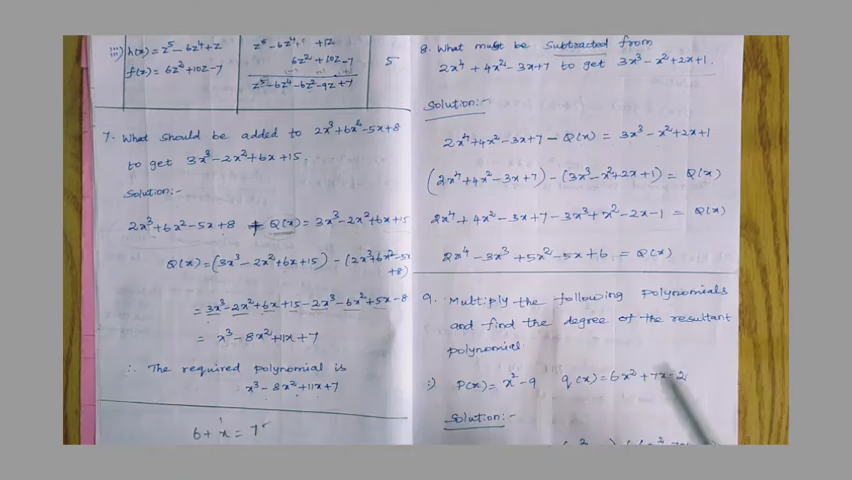 iii) h(x) = z⁵ - 6z⁴ + z
f(z) = 6z² + 10z - 7
z⁵ - 6z⁴ + z
6z² + 10z - 7
z⁵ - 6z⁴ - 6z² - 9z + 7
5
7. What should be added to 2x³+6x²-5x+8
to get 3x³-2x²+6x+15.
Solution:-
2x³+6x²-5x+8 + Q(x) = 3x³-2x²+6x+15
Q(x) = (3x³-2x²+6x+15) - (2x³+6x²-5x
+8)
= 3x³-2x²+6x+15-2x³-6x²+5x-8
= x³-8x²+11x+7
∴ The required polynomial is
x³-8x²+11x+7
6+x = 7
8. What must be subtracted from
2x⁴+4x²-3x+7 to get 3x³-x²+2x+1.
Solution:-
2x⁴+4x²-3x+7-Q(x) = 3x³-x²+2x+1
(2x⁴+4x²-3x+7)-(3x³-x²+2x+1) = Q(x)
2x⁴+4x²-3x+7-3x³+x²-2x-1 = Q(x)
2x⁴-3x³+5x²-5x+6 = Q(x)
9. Multiply the following polynomials
and find the degree of the resultant
polynomial
i) P(x) = x²-9 q(x) = 6x²+7x-2
Solution:-